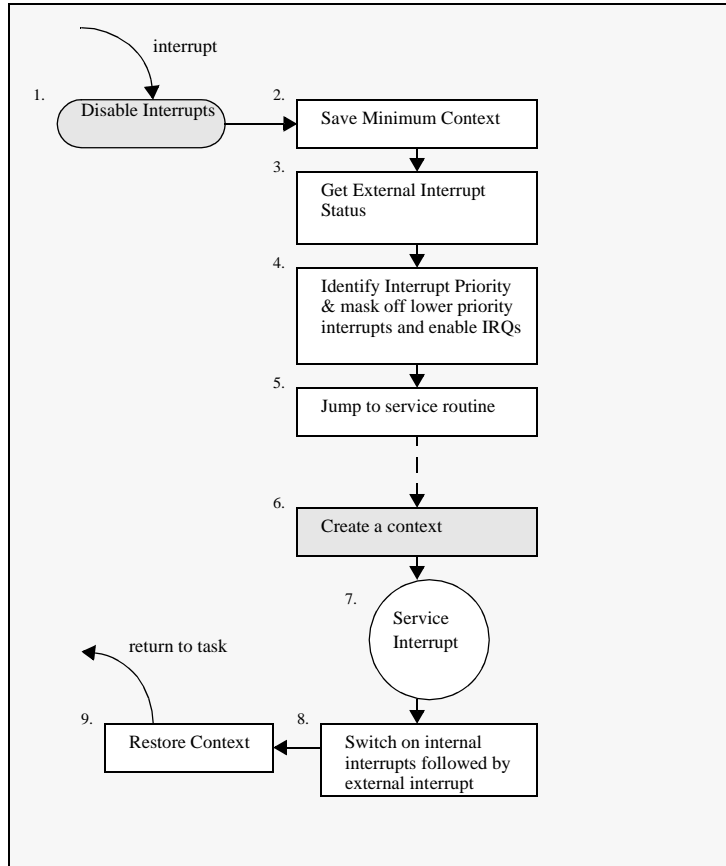 interrupt
1.
Disable Interrupts
2.
Save Minimum Context
3.
Get External Interrupt
Status
4.
Identify Interrupt Priority
& mask off lower priority
interrupts and enable IRQs
5.
Jump to service routine
6.
Create a context
7.
Service
Interrupt
8.
Switch on internal
interrupts followed by
external interrupt
9.
Restore Context
return to task